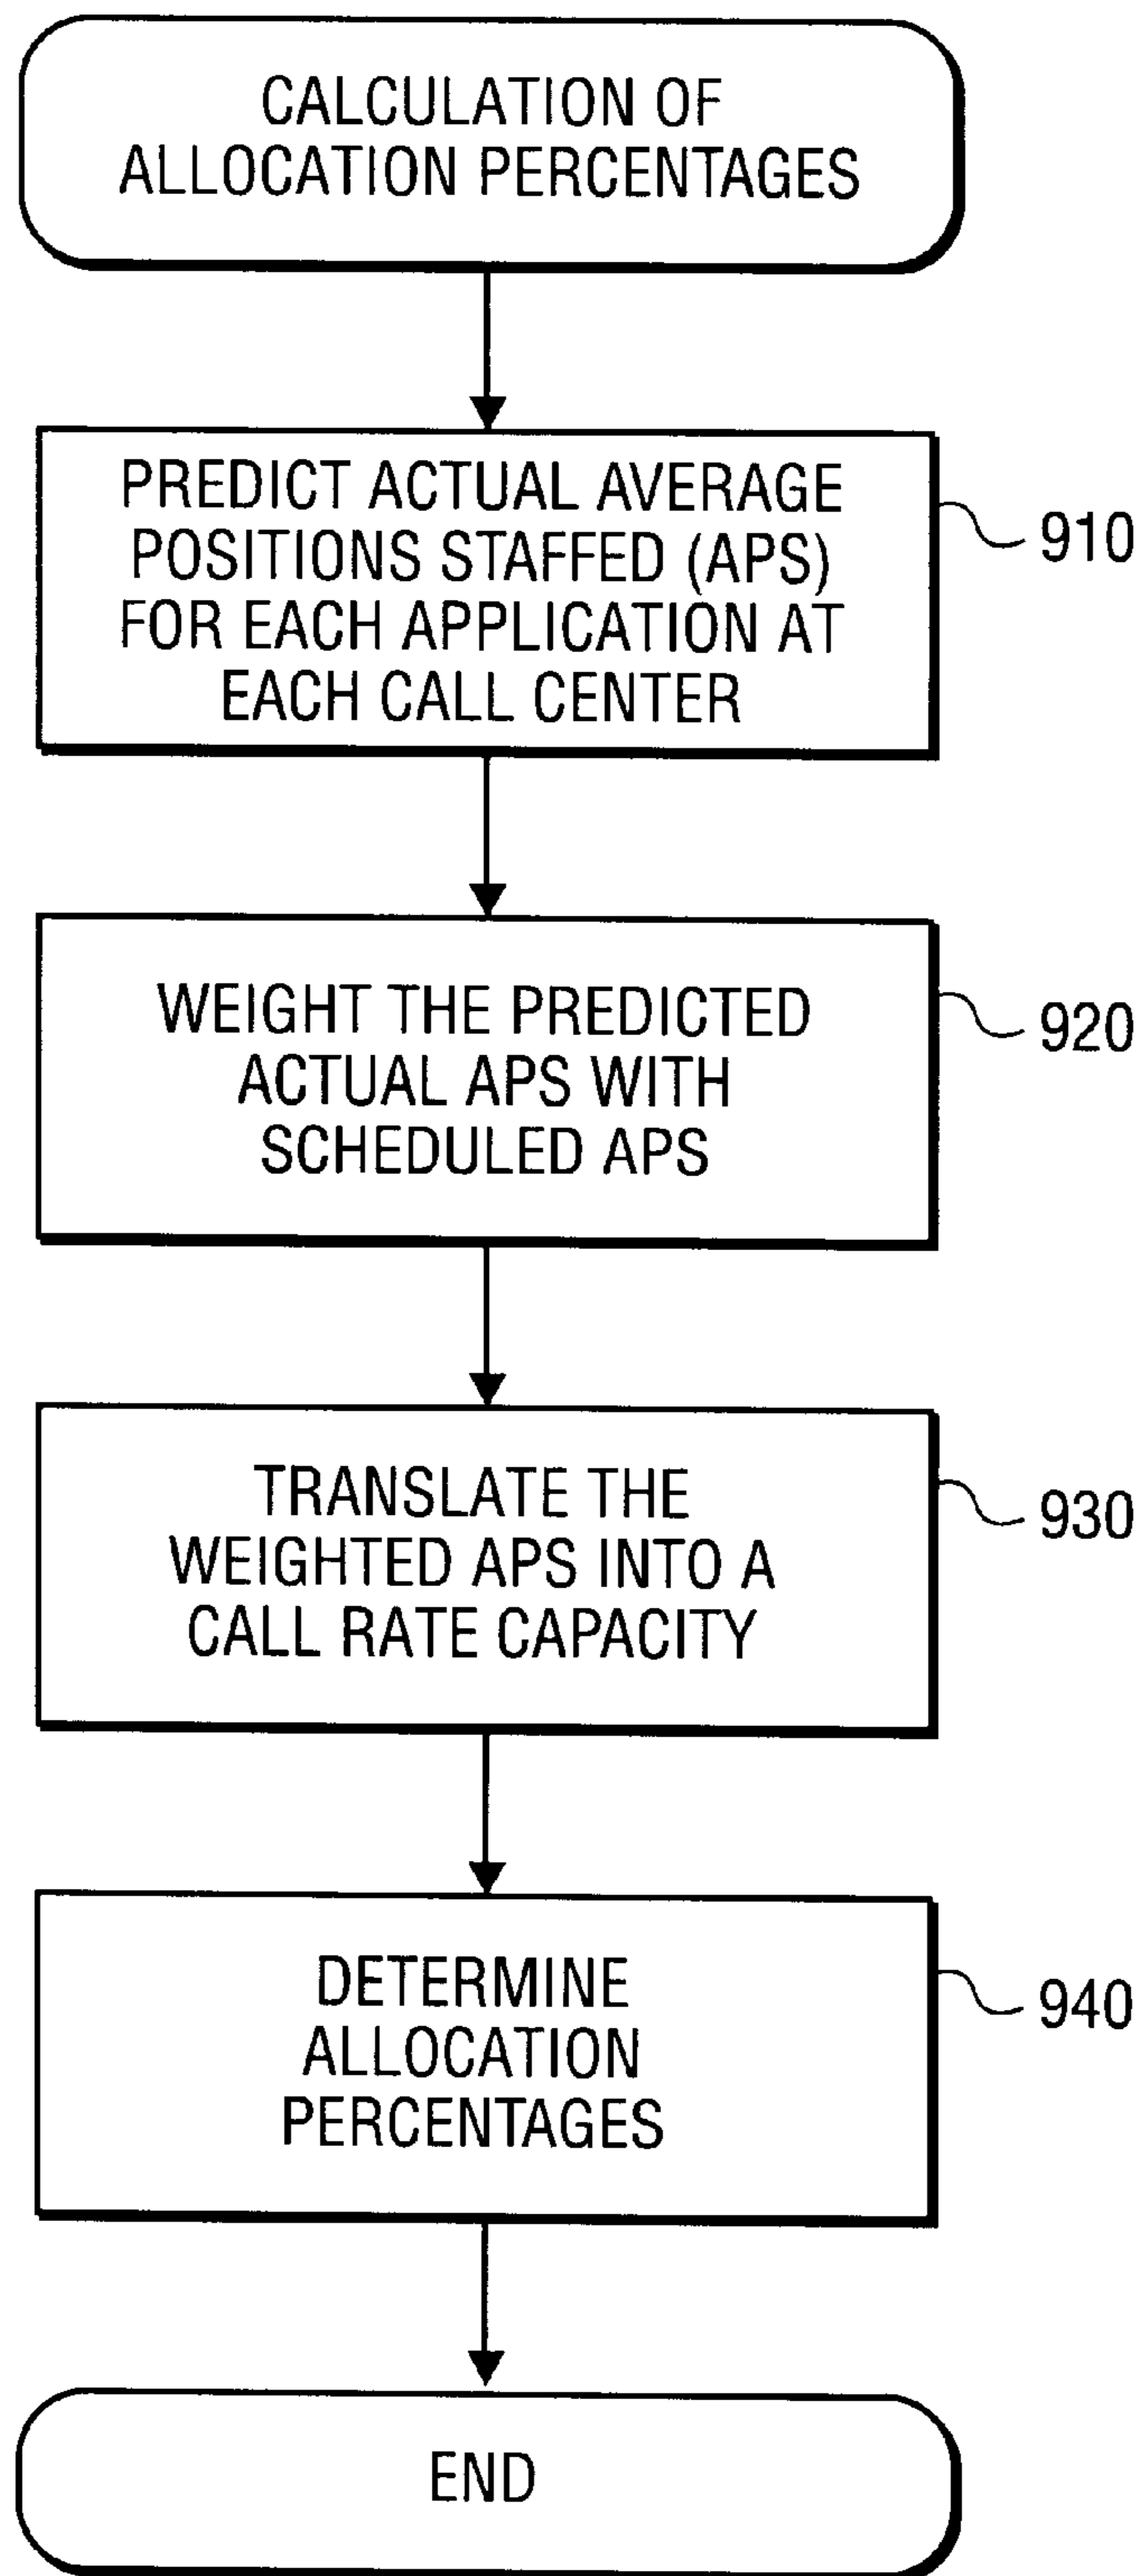 CALCULATION OF
ALLOCATION PERCENTAGES
PREDICT ACTUAL AVERAGE
POSITIONS STAFFED (APS)
FOR EACH APPLICATION AT
EACH CALL CENTER
910
WEIGHT THE PREDICTED
ACTUAL APS WITH
SCHEDULED APS
920
TRANSLATE THE
WEIGHTED APS INTO A
CALL RATE CAPACITY
930
DETERMINE
ALLOCATION
PERCENTAGES
940
END